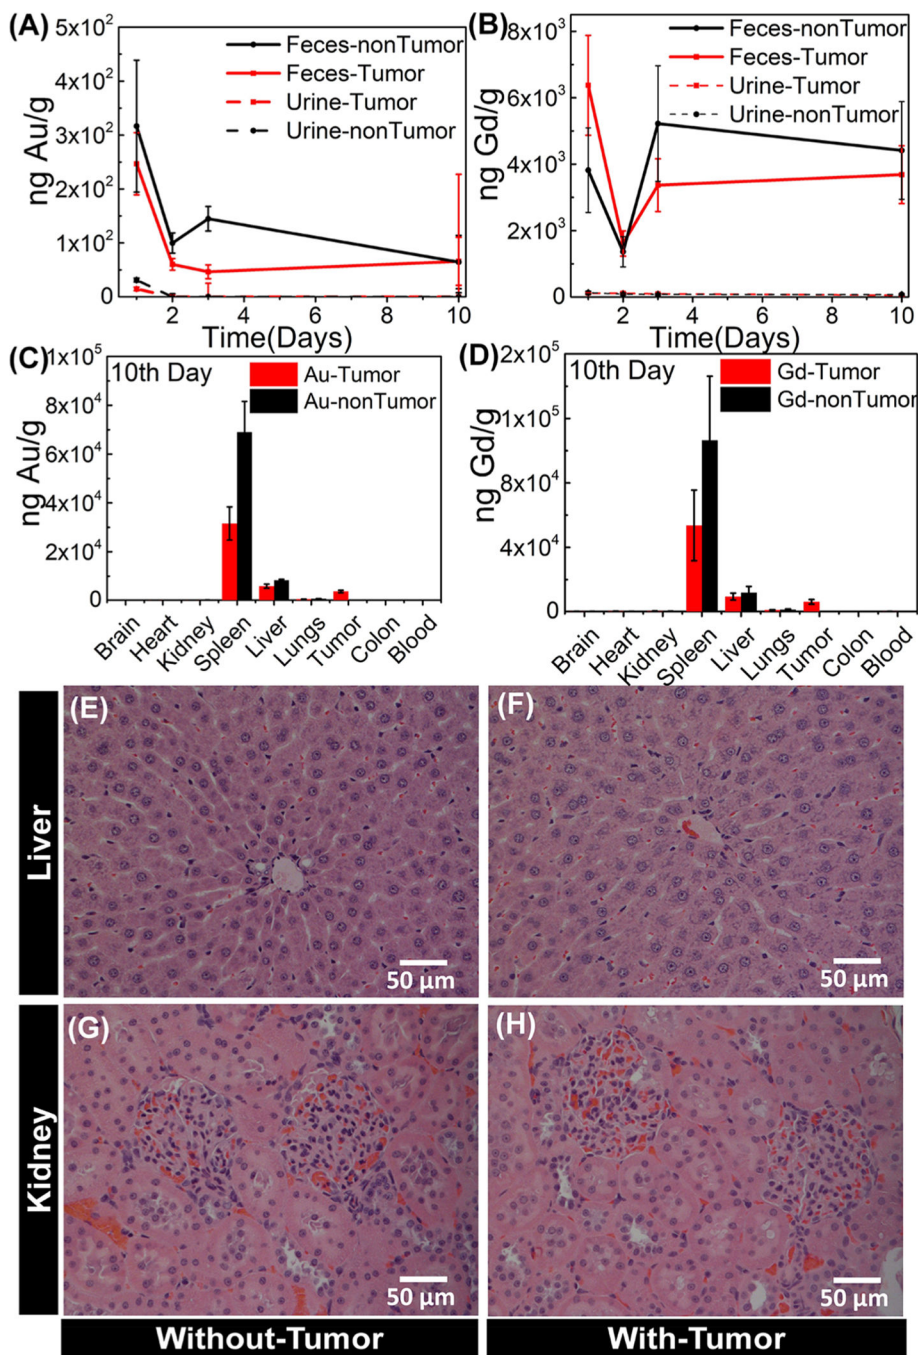 (A)
5x10²
4x10²
3x10²
2x10²
1x10²
0
ng Au/g
Feces-nonTumor
Feces-Tumor
Urine-Tumor
Urine-nonTumor
2 4 6 8 10
Time(Days)
(B)
8x10³
6x10³
4x10³
2x10³
0
ng Gd/g
Feces-nonTumor
Feces-Tumor
Urine-Tumor
Urine-nonTumor
0 2 4 6 8 10
Time(Days)
(C)
1x10⁵
8x10⁴
6x10⁴
4x10⁴
2x10⁴
0
ng Au/g
10th Day
Au-Tumor
Au-nonTumor
Brain Heart Kidney Spleen Liver Lungs Tumor Colon Blood
(D)
2x10⁵
1x10⁵
8x10⁴
4x10⁴
0
ng Gd/g
10th Day
Gd-Tumor
Gd-nonTumor
Brain Heart Kidney Spleen Liver Lungs Tumor Colon Blood
Liver
(E)
50 µm
(F)
50 µm
Kidney
(G)
50 µm
(H)
50 µm
Without-Tumor
With-Tumor